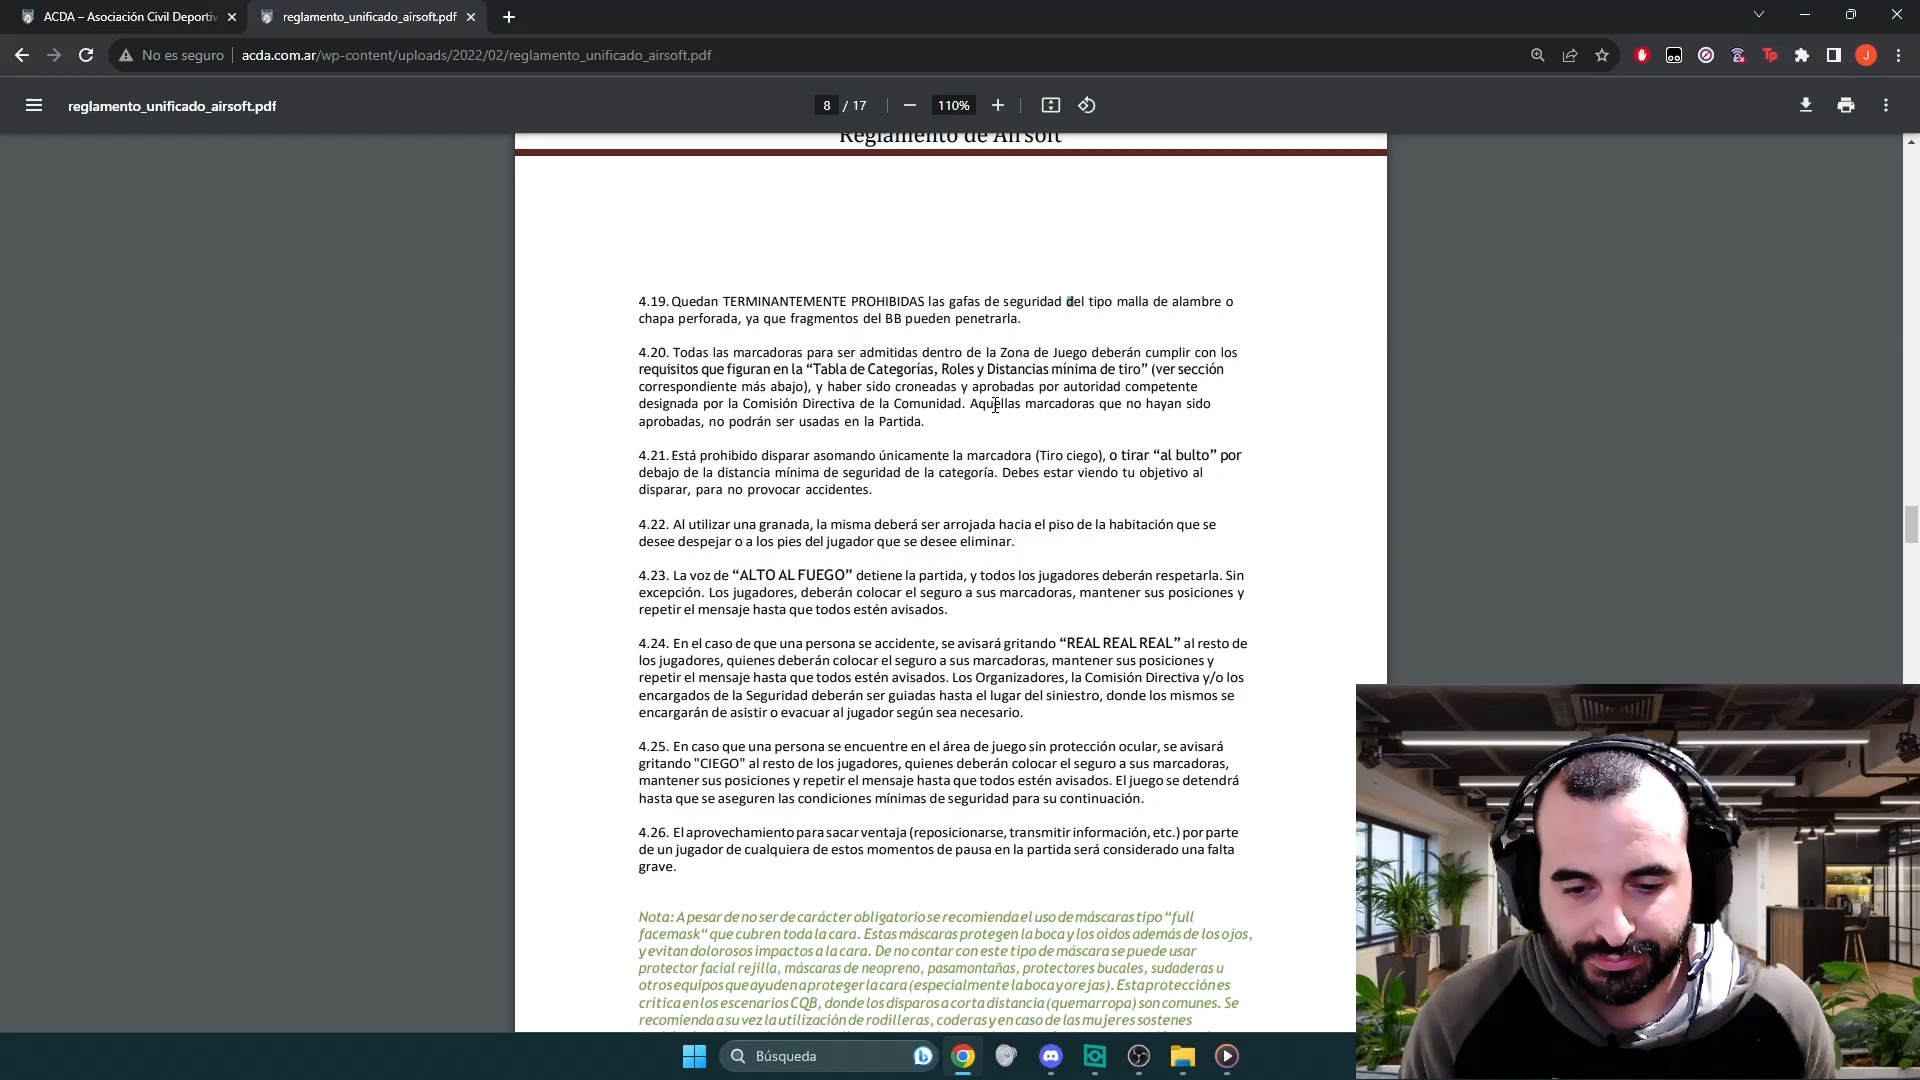 ACDA – Asociación Civil Deportiv
reglamento_unificado_airsoft.pdf
No es seguro
acda.com.ar/wp-content/uploads/2022/02/reglamento_unificado_airsoft.pdf
J
reglamento_unificado_airsoft.pdf
8 / 17
110%
Reglamento de Airsoft
4.19. Quedan TERMINANTEMENTE PROHIBIDAS las gafas de seguridad del tipo malla de alambre o
chapa perforada, ya que fragmentos del BB pueden penetrarla.
4.20. Todas las marcadoras para ser admitidas dentro de la Zona de Juego deberán cumplir con los
requisitos que figuran en la “Tabla de Categorías, Roles y Distancias mínima de tiro” (ver sección
correspondiente más abajo), y haber sido croneadas y aprobadas por autoridad competente
designada por la Comisión Directiva de la Comunidad. Aquellas marcadoras que no hayan sido
aprobadas, no podrán ser usadas en la Partida.
4.21. Está prohibido disparar asomando únicamente la marcadora (Tiro ciego), o tirar “al bulto” por
debajo de la distancia mínima de seguridad de la categoría. Debes estar viendo tu objetivo al
disparar, para no provocar accidentes.
4.22. Al utilizar una granada, la misma deberá ser arrojada hacia el piso de la habitación que se
desee despejar o a los pies del jugador que se desee eliminar.
4.23. La voz de “ALTO AL FUEGO” detiene la partida, y todos los jugadores deberán respetarla. Sin
excepción. Los jugadores, deberán colocar el seguro a sus marcadoras, mantener sus posiciones y
repetir el mensaje hasta que todos estén avisados.
4.24. En el caso de que una persona se accidente, se avisará gritando “REAL REAL REAL” al resto de
los jugadores, quienes deberán colocar el seguro a sus marcadoras, mantener sus posiciones y
repetir el mensaje hasta que todos estén avisados. Los Organizadores, la Comisión Directiva y/o los
encargados de la Seguridad deberán ser guiadas hasta el lugar del siniestro, donde los mismos se
encargarán de asistir o evacuar al jugador según sea necesario.
4.25. En caso que una persona se encuentre en el área de juego sin protección ocular, se avisará
gritando "CIEGO" al resto de los jugadores, quienes deberán colocar el seguro a sus marcadoras,
mantener sus posiciones y repetir el mensaje hasta que todos estén avisados. El juego se detendrá
hasta que se aseguren las condiciones mínimas de seguridad para su continuación.
4.26. El aprovechamiento para sacar ventaja (reposicionarse, transmitir información, etc.) por parte
de un jugador de cualquiera de estos momentos de pausa en la partida será considerado una falta
grave.
Nota: A pesar de no ser de carácter obligatorio se recomienda el uso de máscaras tipo “full
facemask“ que cubren toda la cara. Estas máscaras protegen la boca y los oídos además de los ojos,
y evitan dolorosos impactos a la cara. De no contar con este tipo de máscara se puede usar
protector facial rejilla, máscaras de neopreno, pasamontañas, protectores bucales, sudaderas u
otros equipos que ayuden a proteger la cara (especialmente la boca y orejas). Esta protección es
crítica en los escenarios CQB, donde los disparos a corta distancia (quemarropa) son comunes. Se
recomienda a su vez la utilización de rodilleras, coderas y en caso de las mujeres sostenes
Búsqueda